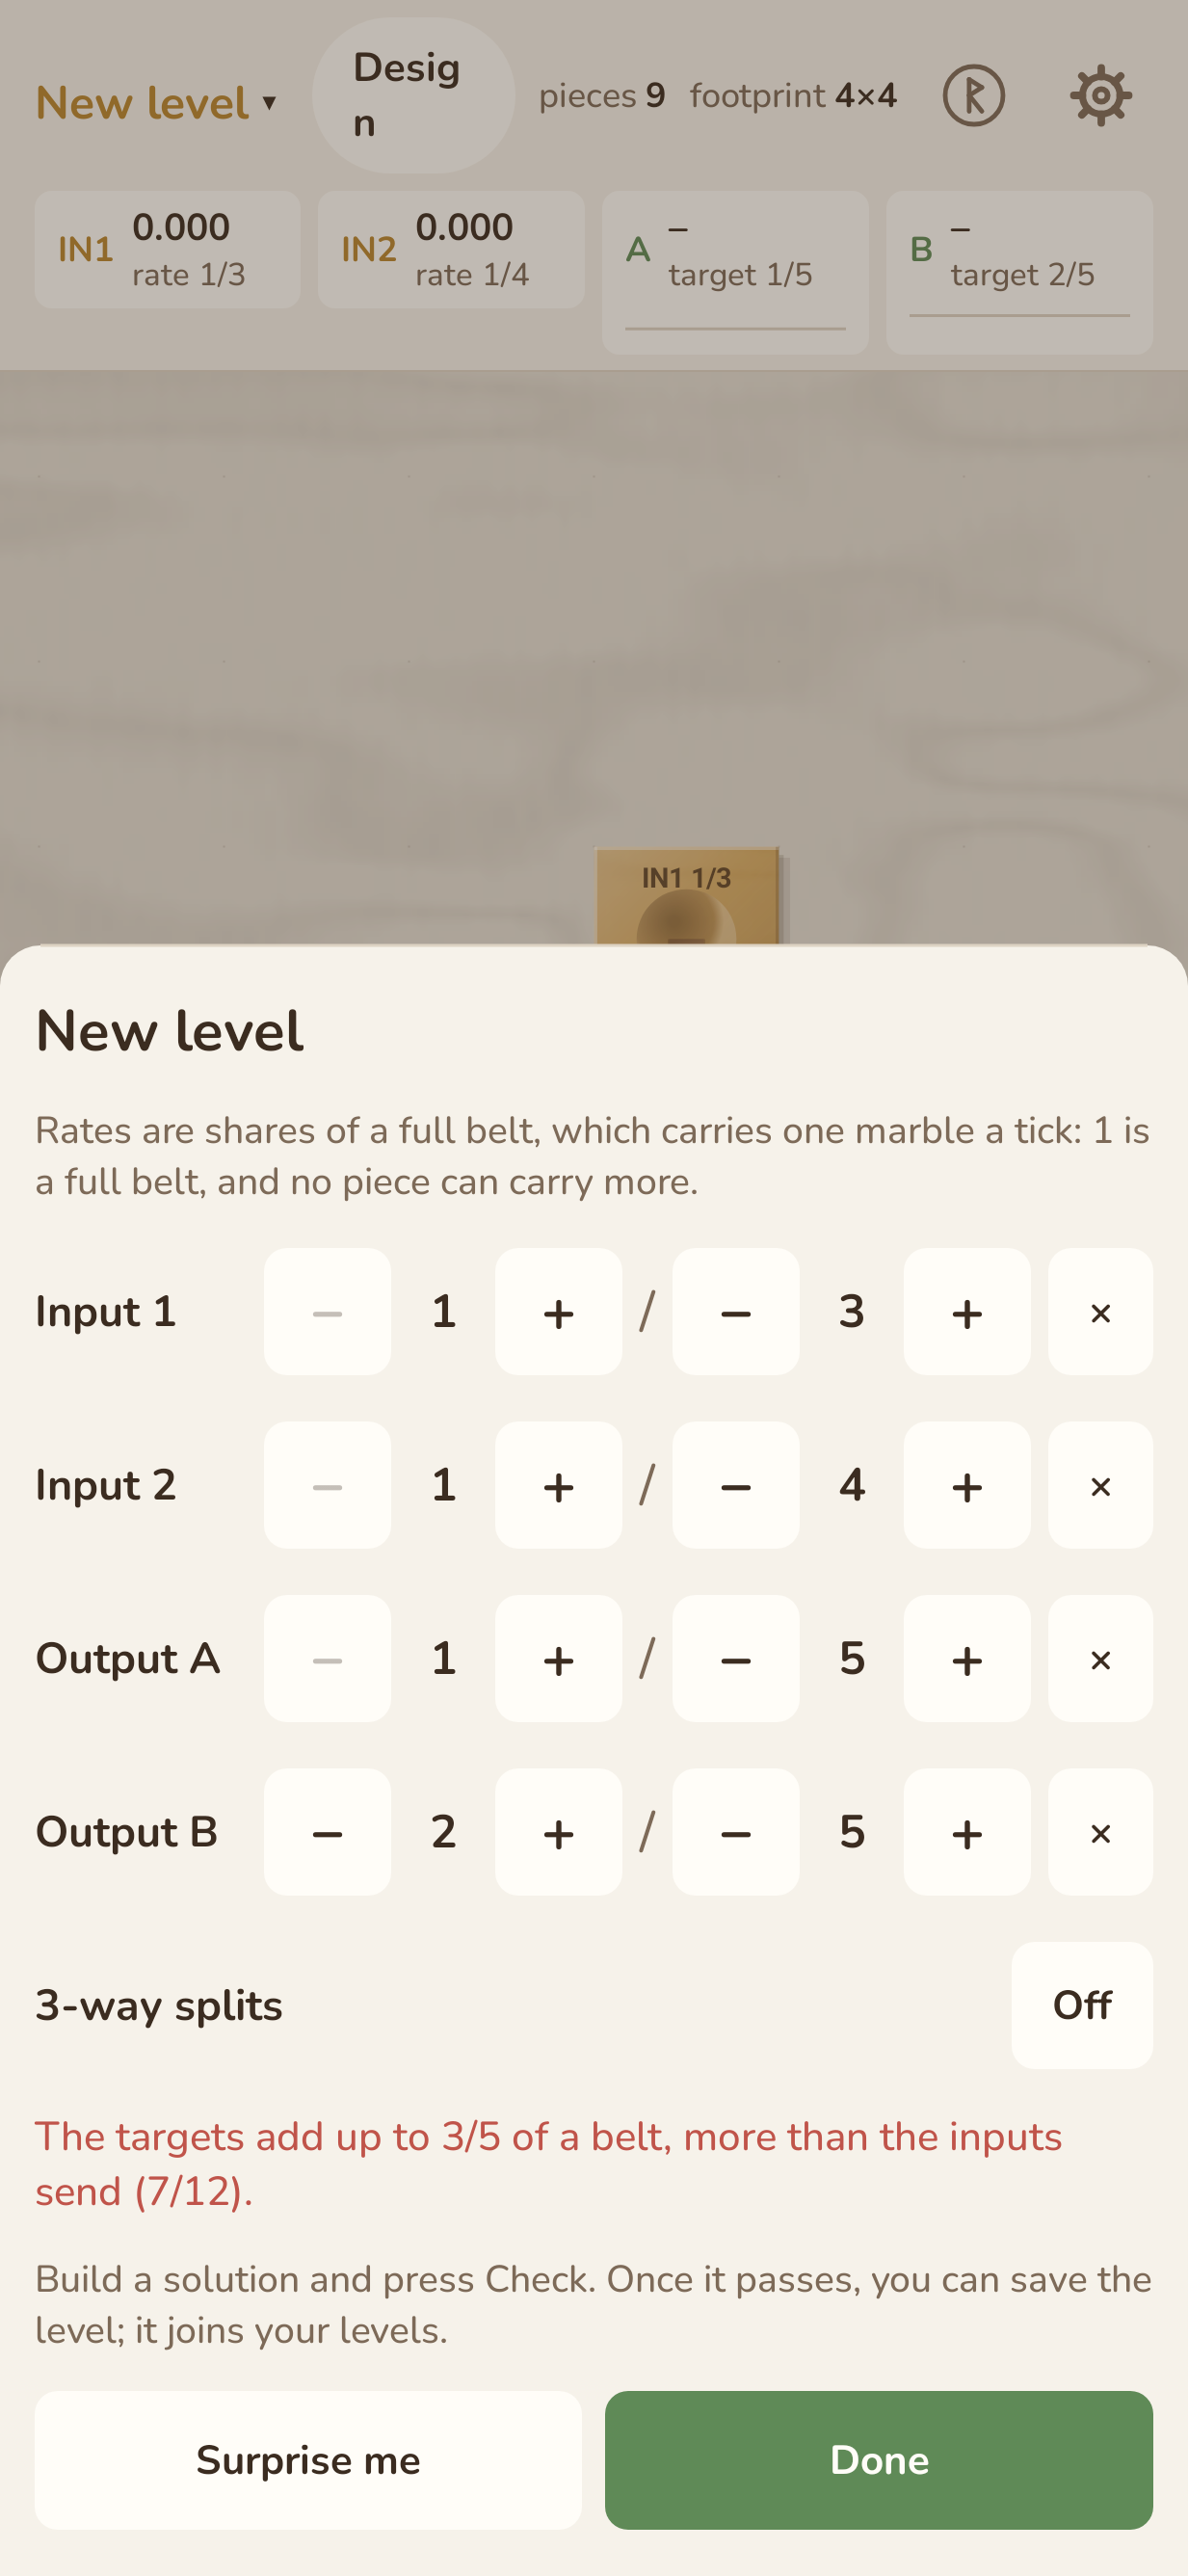 New level ▾
Desig
n
pieces 9 footprint 4×4
IN1 0.000
rate 1/3
IN2 0.000
rate 1/4
A –
target 1/5
B –
target 2/5
IN1 1/3
New level
Rates are shares of a full belt, which carries one marble a tick: 1 is
a full belt, and no piece can carry more.
Input 1 − 1 + / − 3 + ×
Input 2 − 1 + / − 4 + ×
Output A − 1 + / − 5 + ×
Output B − 2 + / − 5 + ×
3-way splits Off
The targets add up to 3/5 of a belt, more than the inputs
send (7/12).
Build a solution and press Check. Once it passes, you can save the
level; it joins your levels.
Surprise me
Done